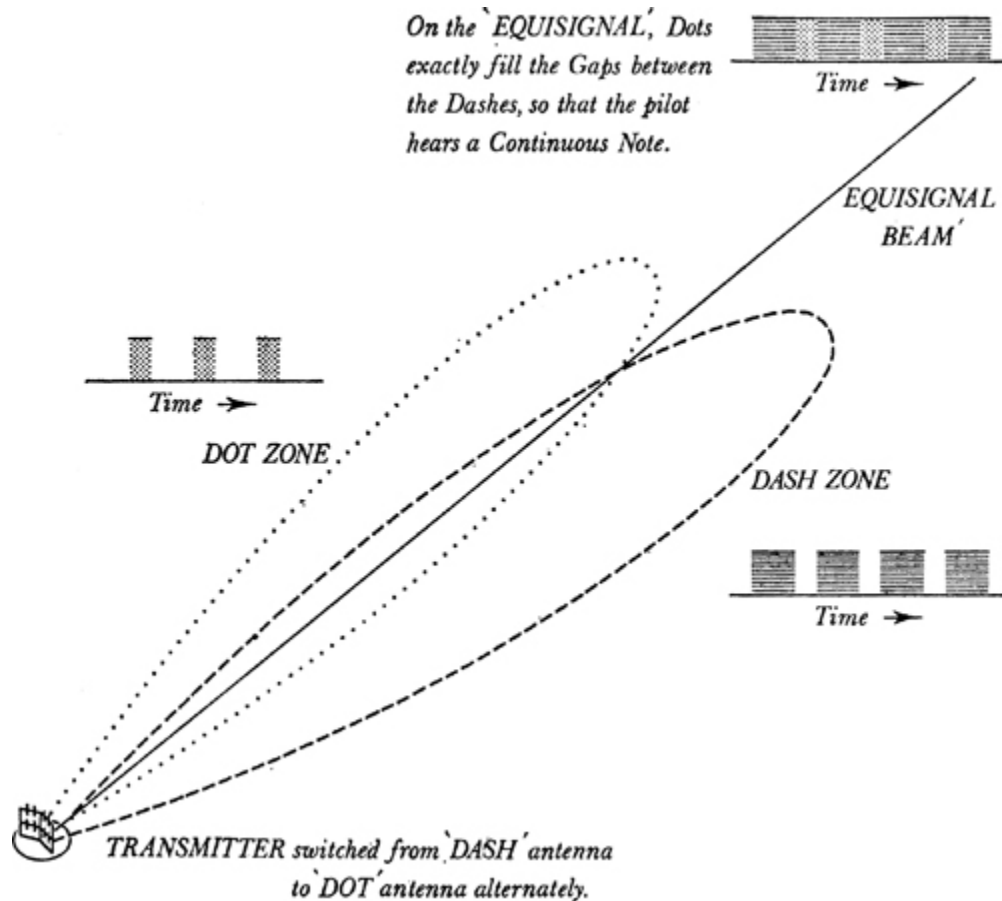 On the 'EQUISIGNAL', Dots
exactly fill the Gaps between
the Dashes, so that the pilot
hears a Continuous Note.
Time
EQUISIGNAL
BEAM'
Time
DOT ZONE
DASH ZONE
Time
TRANSMITTER switched from 'DASH' antenna
to 'DOT' antenna alternately.